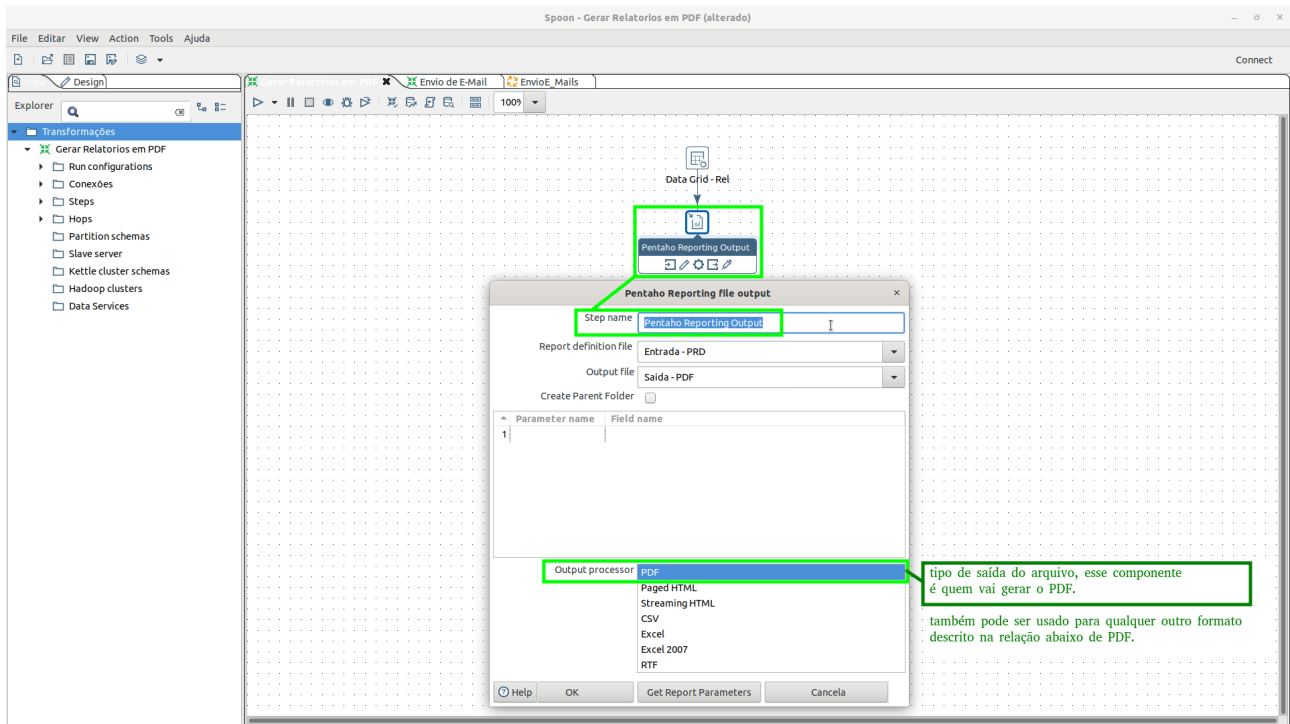 Spoon - Gerar Relatorios em PDF (alterado)
File Editar View Action Tools Ajuda
Connect
Design
Gerar Relatorios em PDF
Envio de E-Mail
EnvioE_Mails
Explorer
100%
Transformações
Gerar Relatorios em PDF
Run configurations
Conexões
Steps
Hops
Partition schemas
Slave server
Kettle cluster schemas
Hadoop clusters
Data Services
Data Grid - Rel
Pentaho Reporting Output
Pentaho Reporting file output
Step name Pentaho Reporting Output
Report definition file Entrada - PRD
Output file Saida - PDF
Create Parent Folder
Parameter name Field name
1
Output processor PDF
Paged HTML
Streaming HTML
CSV
Excel
Excel 2007
RTF
Help OK Get Report Parameters Cancela
tipo de saída do arquivo, esse componente
é quem vai gerar o PDF.
também pode ser usado para qualquer outro formato
descrito na relação abaixo de PDF.